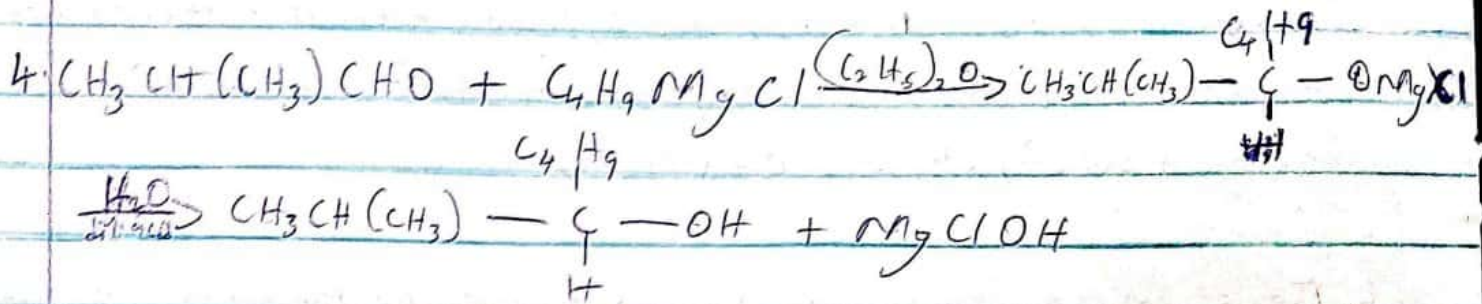 C₄H₉
4. CH₃CH(CH₃)CHO + C₄H₉MgCl (C₂H₅)₂O → CH₃CH(CH₃) — C — OMgCl
C₄H₉
H₂O → CH₃CH(CH₃) — C — OH + MgClOH
H